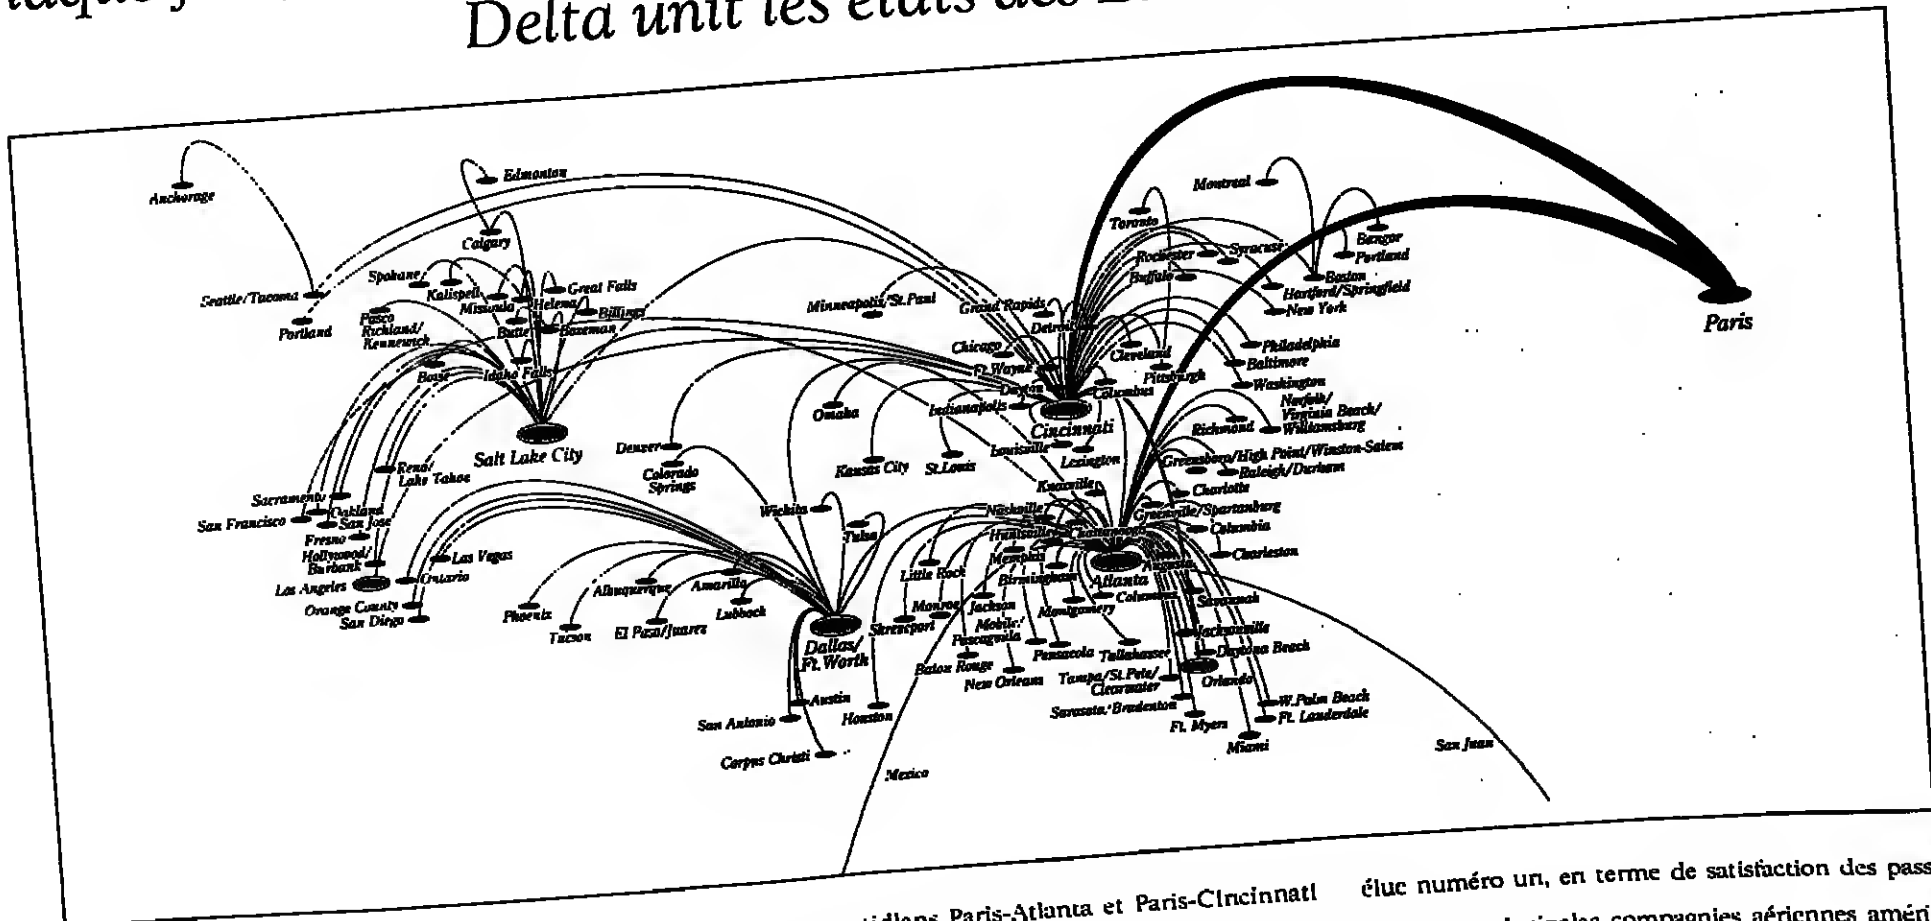 Delta unit les états des
Anchorage
Edmonton
Calgary
Seattle/Tacoma
Portland
Spokane
Kalispell
Missoula
Great Falls
Helena
Billings
Butte
Bozeman
Pasco
Richland/
Kennewick
Boise
Idaho Falls
Salt Lake City
Reno/
Lake Tahoe
Sacramento
San Francisco
Oakland
San Jose
Fresno
Hollywood/
Burbank
Los Angeles
Ontario
Orange County
San Diego
Las Vegas
Phoenix
Tucson
Albuquerque
El Paso/Juarez
Amarillo
Lubbock
Denver
Colorado
Springs
Wichita
Tulsa
Omaha
Kansas City
St. Louis
Minneapolis/St. Paul
Grand Rapids
Detroit
Chicago
Ft. Wayne
Dayton
Indianapolis
Columbus
Cincinnati
Louisville
Lexington
Cleveland
Pittsburgh
Toronto
Montreal
Rochester
Syracuse
Buffalo
Bangor
Portland
Boston
Hartford/Springfield
New York
Philadelphia
Baltimore
Washington
Norfolk/
Virginia Beach/
Williamsburg
Richmond
Greensboro/High Point/Winston-Salem
Raleigh/Durham
Charlotte
Greenville/Spartanburg
Columbia
Charleston
Knoxville
Nashville
Huntsville
Chattanooga
Memphis
Birmingham
Atlanta
Augusta
Columbus
Savannah
Little Rock
Monroe
Jackson
Montgomery
Shreveport
Mobile/
Pascagoula
Baton Rouge
New Orleans
Pensacola
Tallahassee
Jacksonville
Daytona Beach
Orlando
Tampa/St. Pete/
Clearwater
Sarasota/Bradenton
Ft. Myers
W. Palm Beach
Ft. Lauderdale
Miami
San Juan
Dallas/
Ft. Worth
Austin
San Antonio
Houston
Corpus Christi
Mexico
Paris
Paris-Atlanta et Paris-Cincinnati
élue numéro un, en terme de satisfaction des
compagnies aériennes